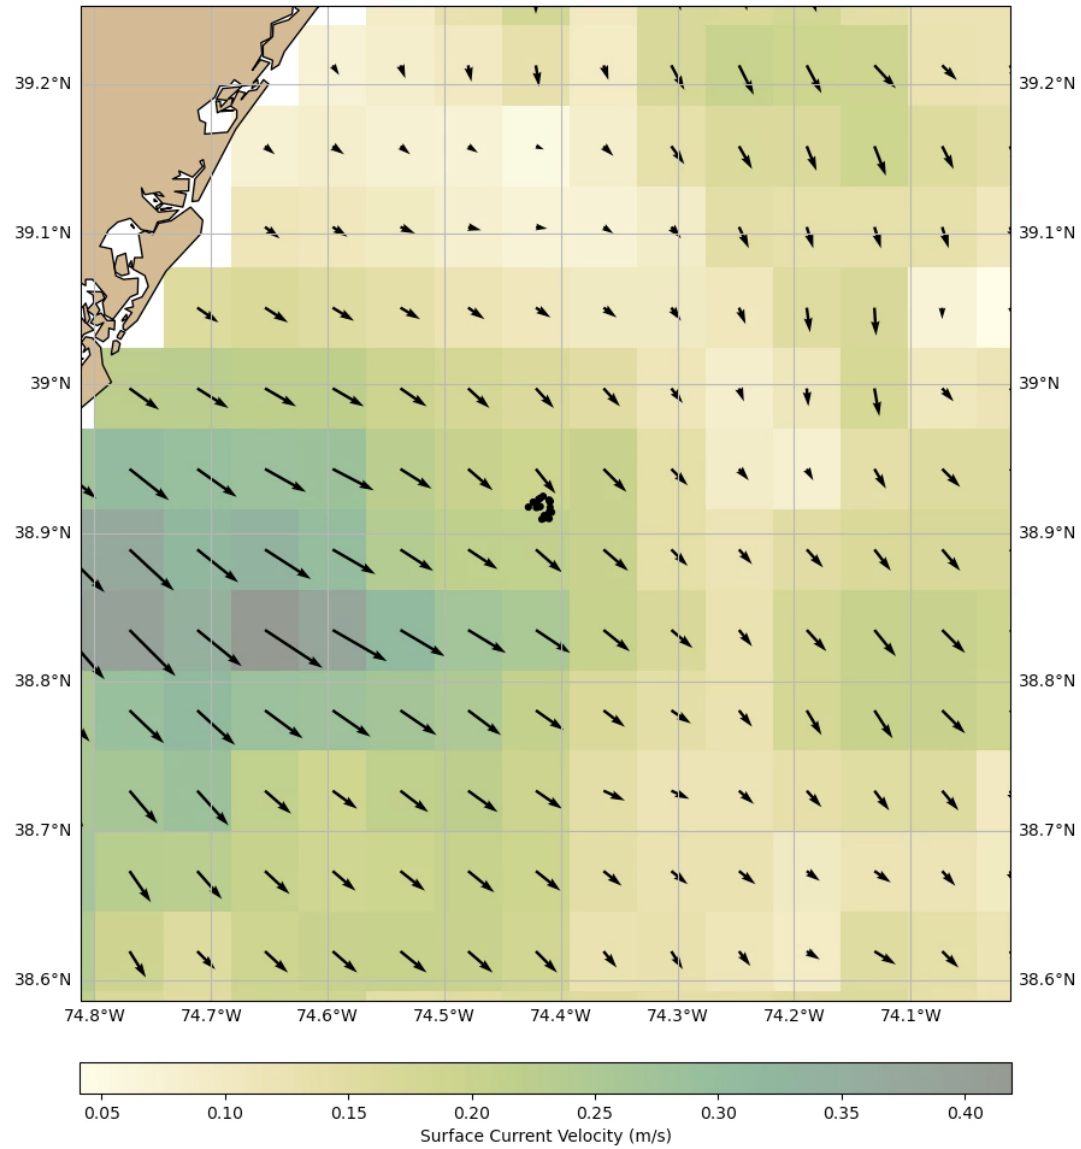 39.2°N 39.2°N
39.1°N 39.1°N
39°N 39°N
38.9°N 38.9°N
38.8°N 38.8°N
38.7°N 38.7°N
38.6°N 38.6°N
74.8°W 74.7°W 74.6°W 74.5°W 74.4°W 74.3°W 74.2°W 74.1°W
0.05 0.10 0.15 0.20 0.25 0.30 0.35 0.40
Surface Current Velocity (m/s)